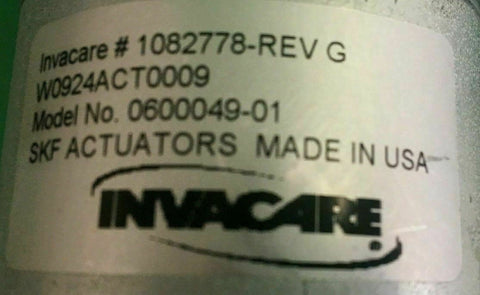 Invacare # 1082778-REV G
W0924ACT0009
Model No. 0600049-01
SKF ACTUATORS MADE IN USA
INVACARE®